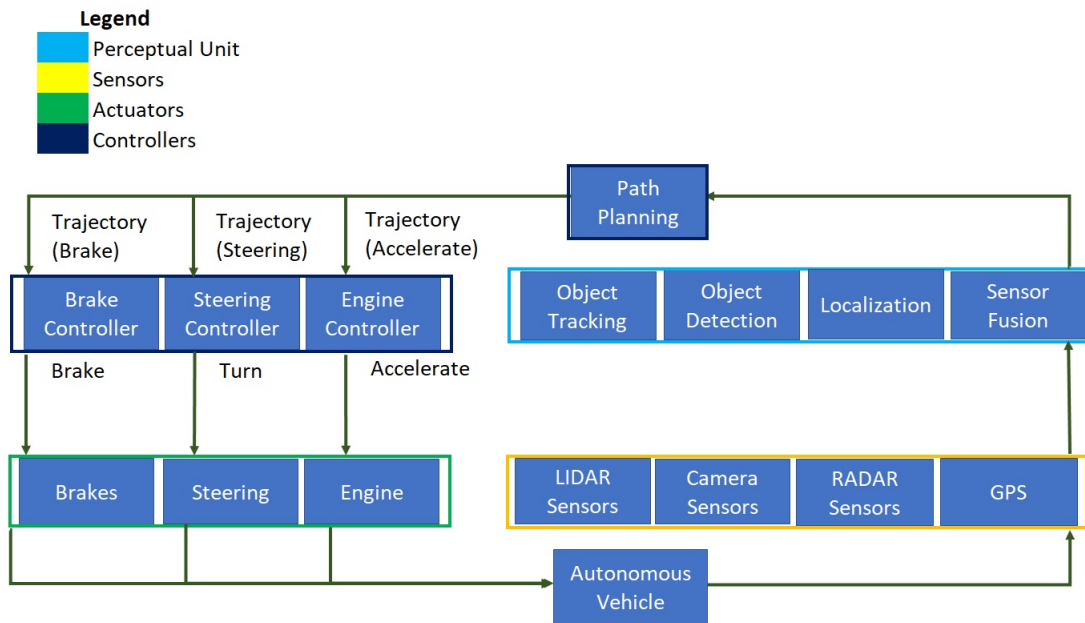 Legend
Perceptual Unit
Sensors
Actuators
Controllers
Path
Planning
Trajectory
(Brake)
Trajectory
(Steering)
Trajectory
(Accelerate)
Brake
Controller
Steering
Controller
Engine
Controller
Object
Tracking
Object
Detection
Localization
Sensor
Fusion
Brake
Turn
Accelerate
Brakes
Steering
Engine
LIDAR
Sensors
Camera
Sensors
RADAR
Sensors
GPS
Autonomous
Vehicle